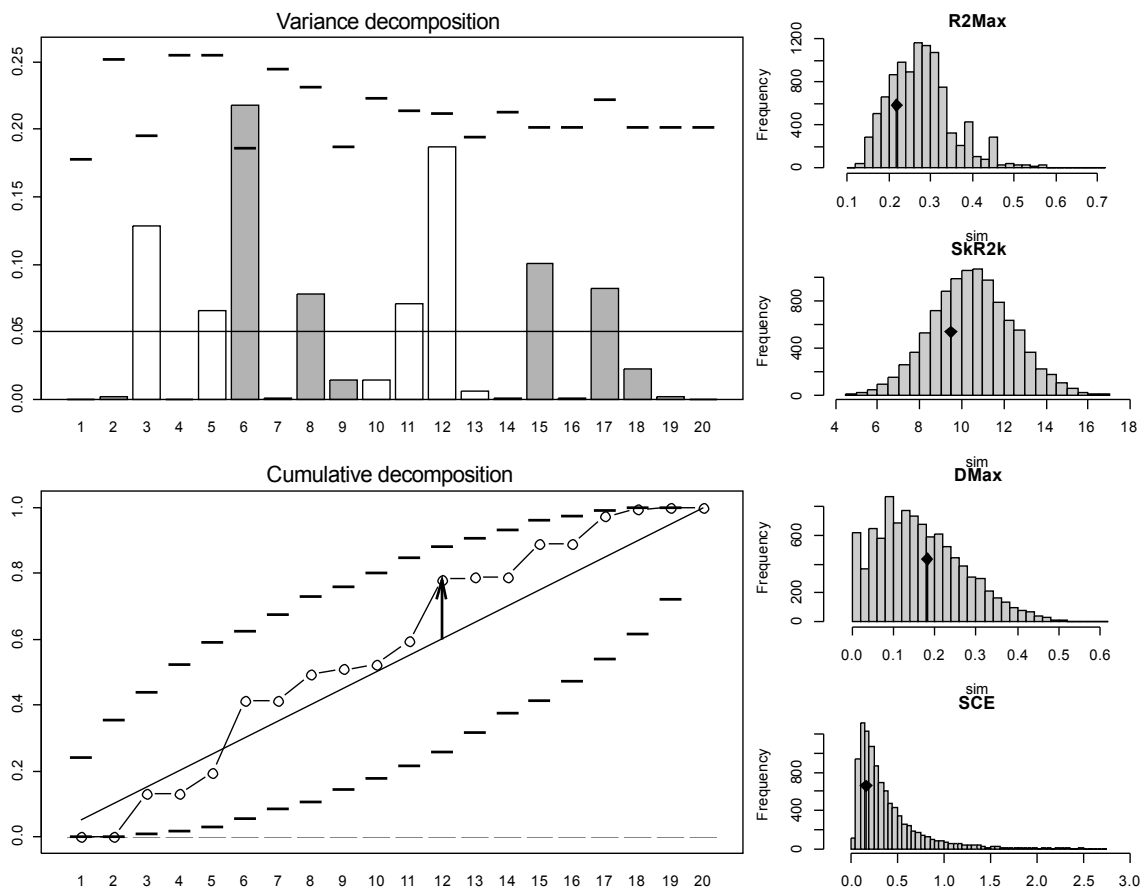 Variance decomposition
0.25
0.20
0.15
0.10
0.05
0.00
1 2 3 4 5 6 7 8 9 10 11 12 13 14 15 16 17 18 19 20
Cumulative decomposition
1.0
0.8
0.6
0.4
0.2
0.0
1 2 3 4 5 6 7 8 9 10 11 12 13 14 15 16 17 18 19 20
R2Max
Frequency
1200
800
400
0
0.1 0.2 0.3 0.4 0.5 0.6 0.7
sim
SkR2k
Frequency
800
400
0
4 6 8 10 12 14 16 18
sim
DMax
Frequency
600
200
0
0.0 0.1 0.2 0.3 0.4 0.5 0.6
sim
SCE
Frequency
800
400
0
0.0 0.5 1.0 1.5 2.0 2.5 3.0